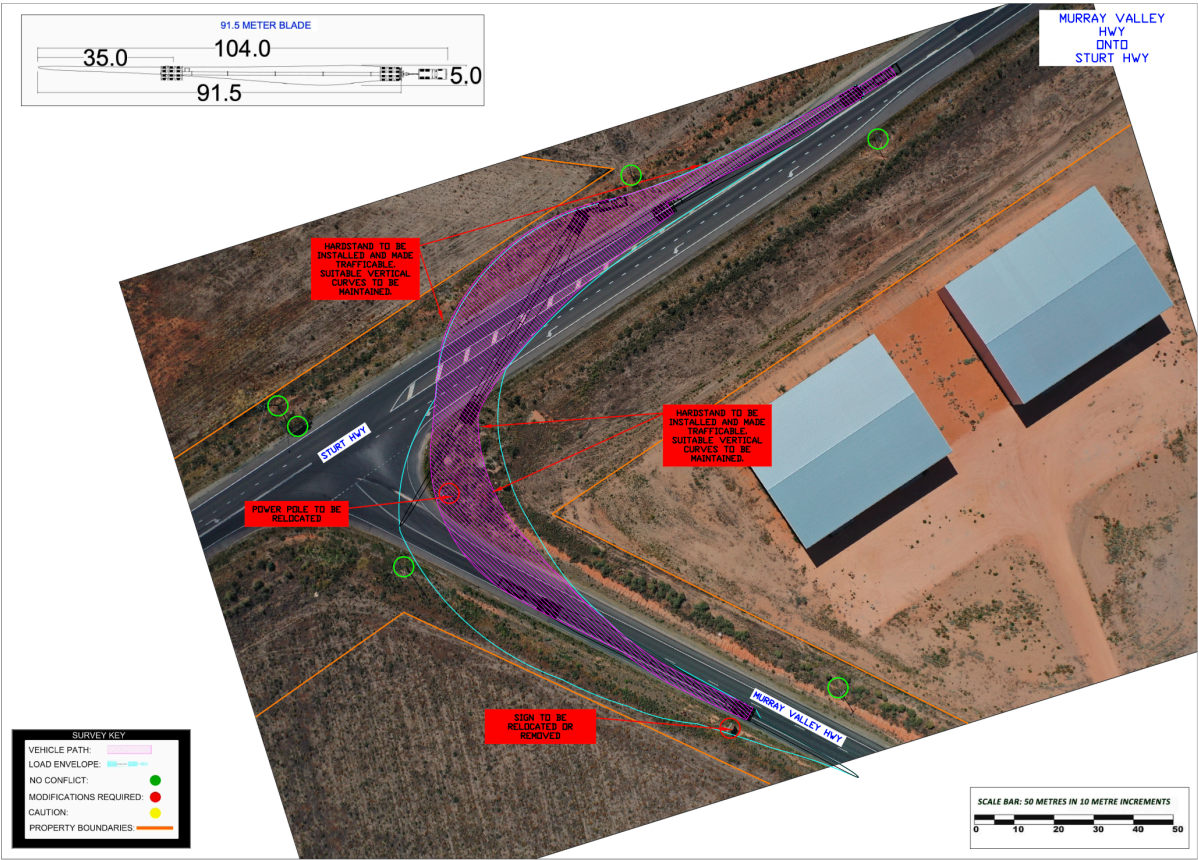 91.5 METER BLADE
104.0
35.0
5.0
91.5
MURRAY VALLEY
HWY
ONTO
STURT HWY
HARDSTAND TO BE
INSTALLED AND MADE
TRAFFICABLE.
SUITABLE VERTICAL
CURVES TO BE
MAINTAINED.
HARDSTAND TO BE
INSTALLED AND MADE
TRAFFICABLE.
SUITABLE VERTICAL
CURVES TO BE
MAINTAINED.
STURT HWY
POWER POLE TO BE
RELOCATED
SIGN TO BE
RELOCATED OR
REMOVED
MURRAY VALLEY HWY
SURVEY KEY
VEHICLE PATH:
LOAD ENVELOPE:
NO CONFLICT:
MODIFICATIONS REQUIRED:
CAUTION:
PROPERTY BOUNDARIES:
SCALE BAR: 50 METRES IN 10 METRE INCREMENTS
0 10 20 30 40 50